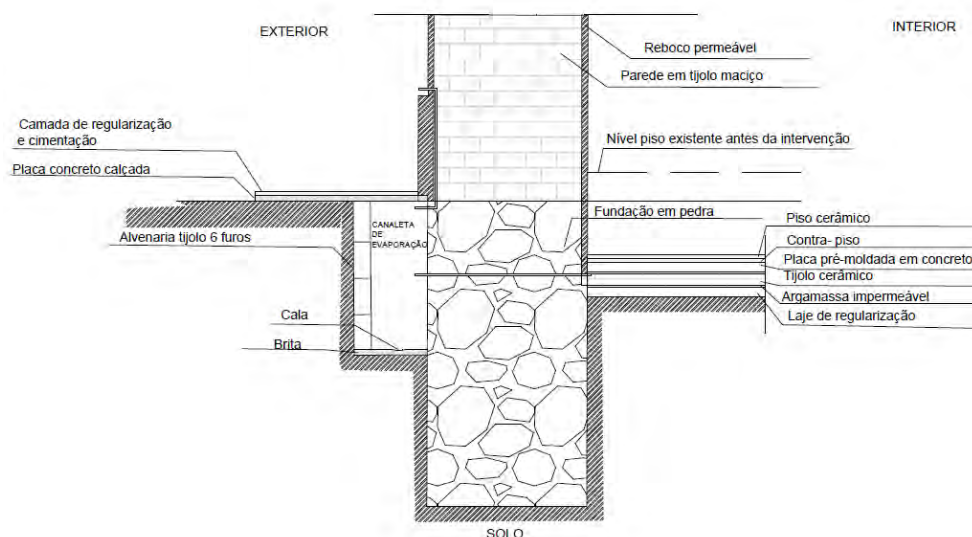 EXTERIOR
INTERIOR
Reboco permeável
Parede em tijolo maciço
Camada de regularização
e cimentação
Placa concreto calçada
Nível piso existente antes da intervenção
CANALETA
DE
EVAPORAÇÃO
Fundação em pedra
Piso cerâmico
Alvenaria tijolo 6 furos
Contra- piso
Placa pré-moldada em concreto
Tijolo cerâmico
Argamassa impermeável
Laje de regularização
Cala
Brita
SOLO